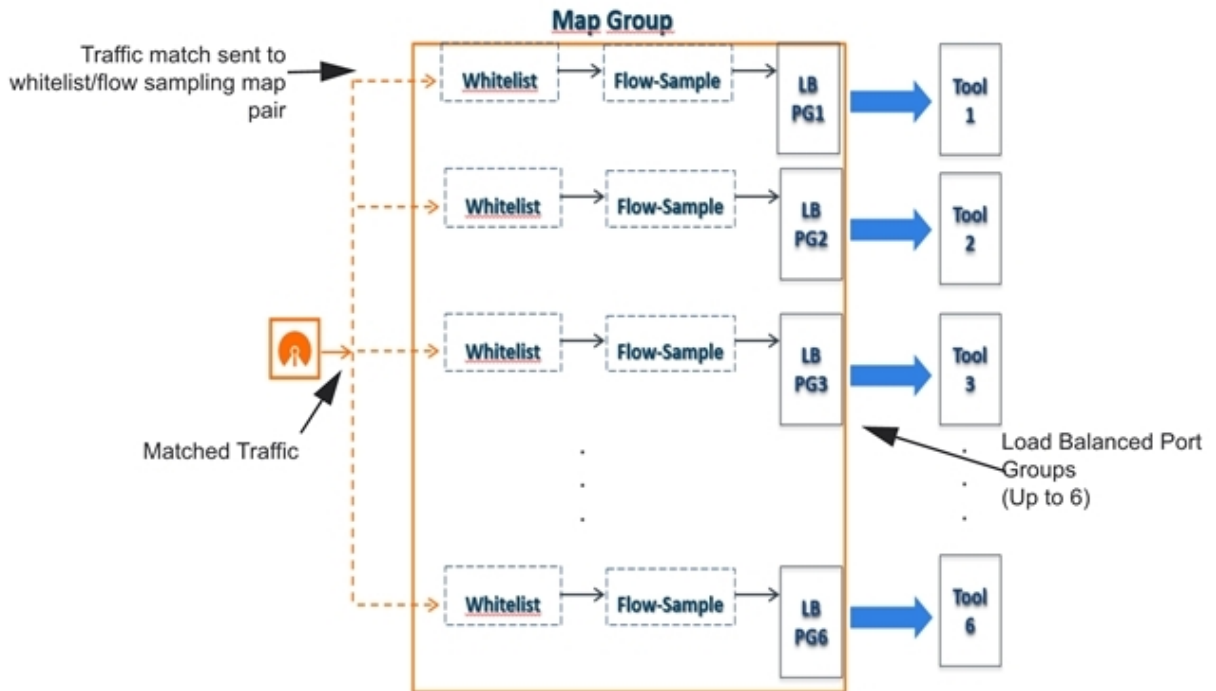 Map Group
Traffic match sent to
whitelist/flow sampling map
pair
Whitelist
Flow-Sample
LB
PG1
Tool
1
Whitelist
Flow-Sample
LB
PG2
Tool
2
Whitelist
Flow-Sample
LB
PG3
Tool
3
Matched Traffic
Load Balanced Port
Groups
(Up to 6)
Whitelist
Flow-Sample
LB
PG6
Tool
6